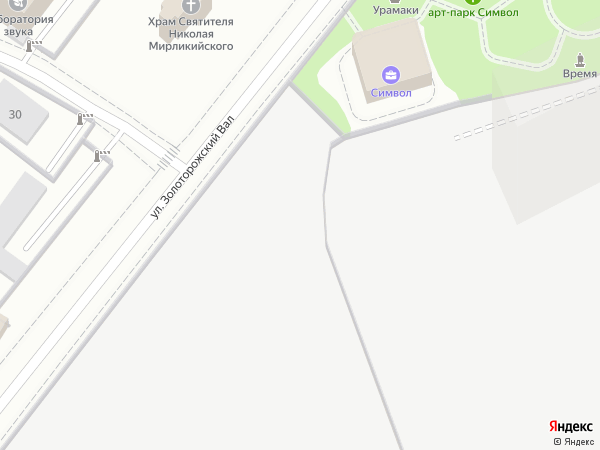 Урамаки
арт-парк Символ
боратория
звука
Храм Святителя
Николая
Мирликийского
Время
Символ
30
ул. Золоторожский Вал
Яндекс
© Яндекс